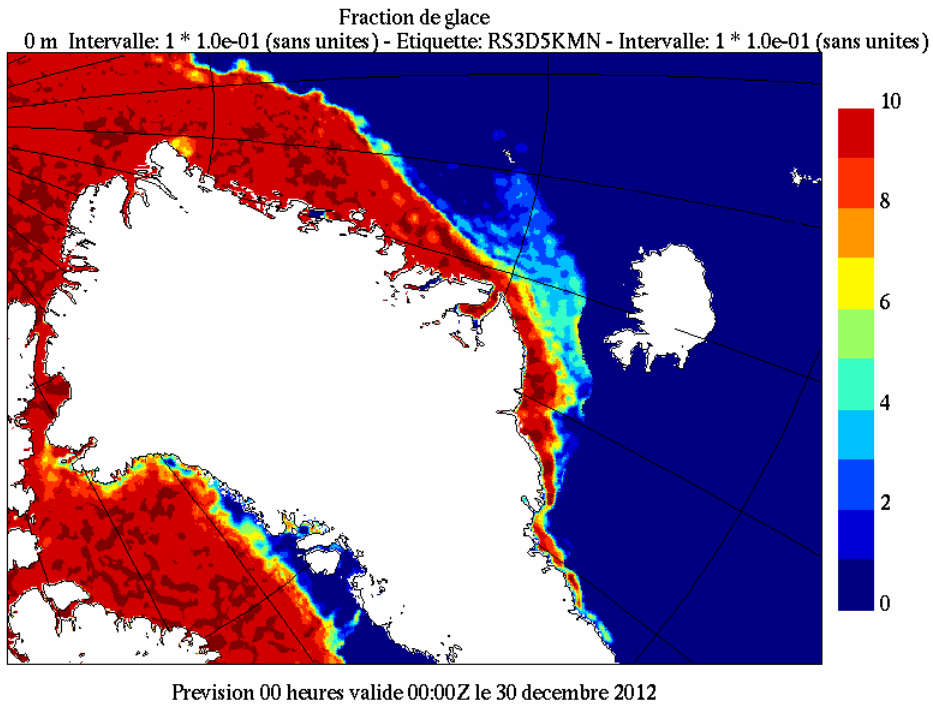 Fraction de glace
0 m Intervalle: 1 * 1.0e-01 (sans unites) - Etiquette: RS3D5KMN - Intervalle: 1 * 1.0e-01 (sans unites)
10
8
6
4
2
0
Prevision 00 heures valide 00:00Z le 30 decembre 2012